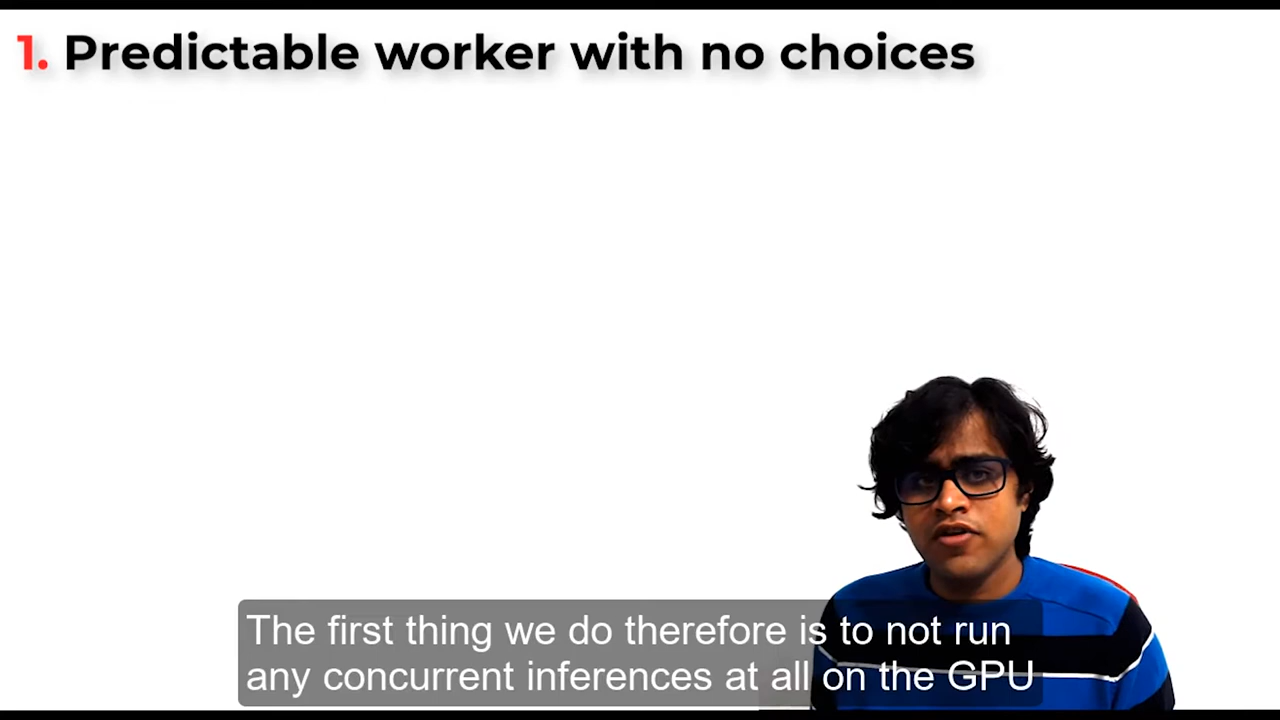 1. Predictable worker with no choices
The first thing we do therefore is to not run
any concurrent inferences at all on the GPU